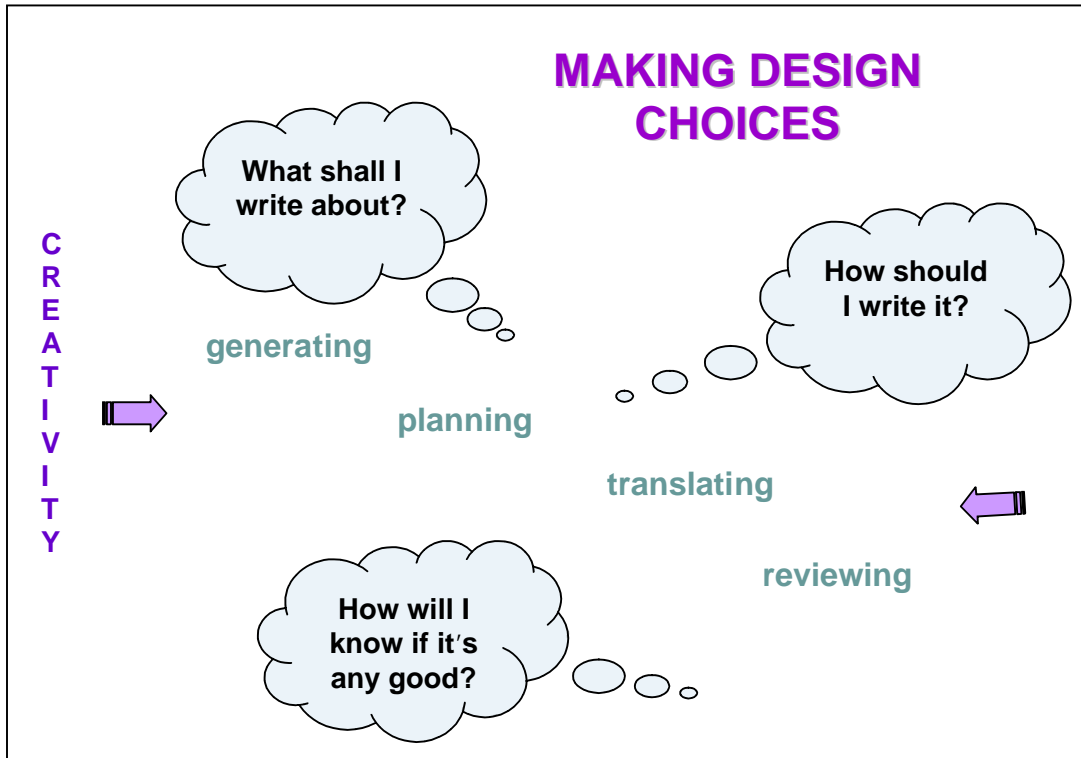 MAKING DESIGN
CHOICES
What shall I
write about?
How should
I write it?
C
R
E
A
T
I
V
I
T
Y
generating
planning
translating
reviewing
How will I
know if it's
any good?